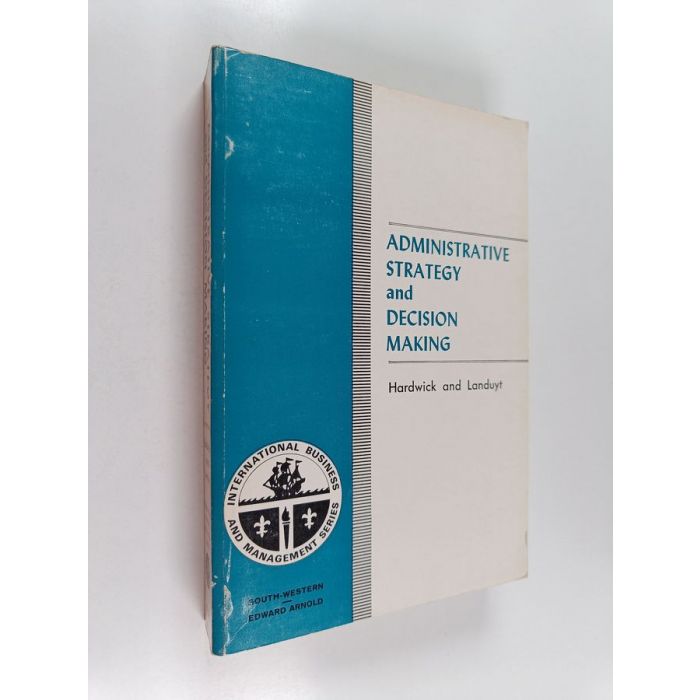 ADMINISTRATIVE
STRATEGY
and
DECISION
MAKING
Hardwick and Landuyt
INTERNATIONAL BUSINESS
AND MANAGEMENT SERIES
SOUTH-WESTERN
EDWARD ARNOLD